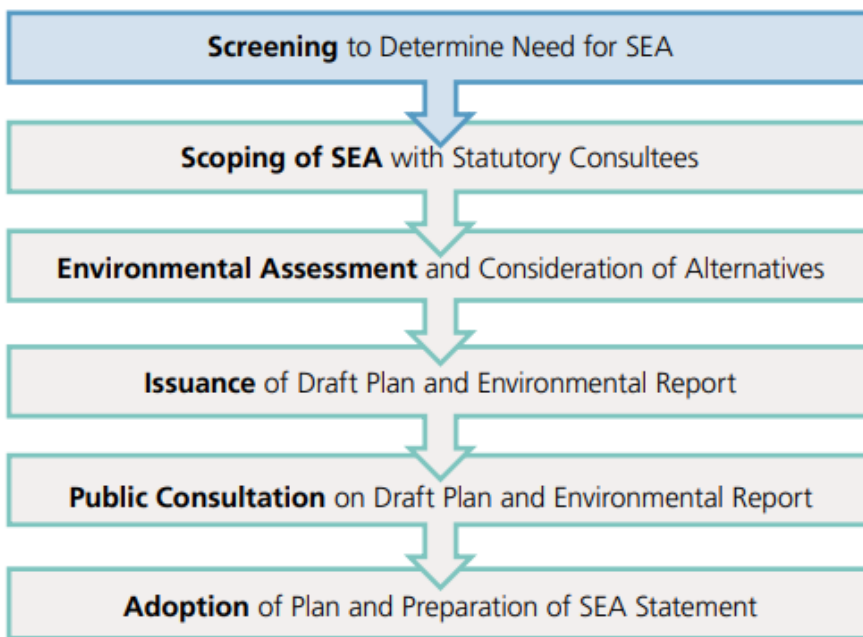 Screening to Determine Need for SEA
Scoping of SEA with Statutory Consultees
Environmental Assessment and Consideration of Alternatives
Issuance of Draft Plan and Environmental Report
Public Consultation on Draft Plan and Environmental Report
Adoption of Plan and Preparation of SEA Statement